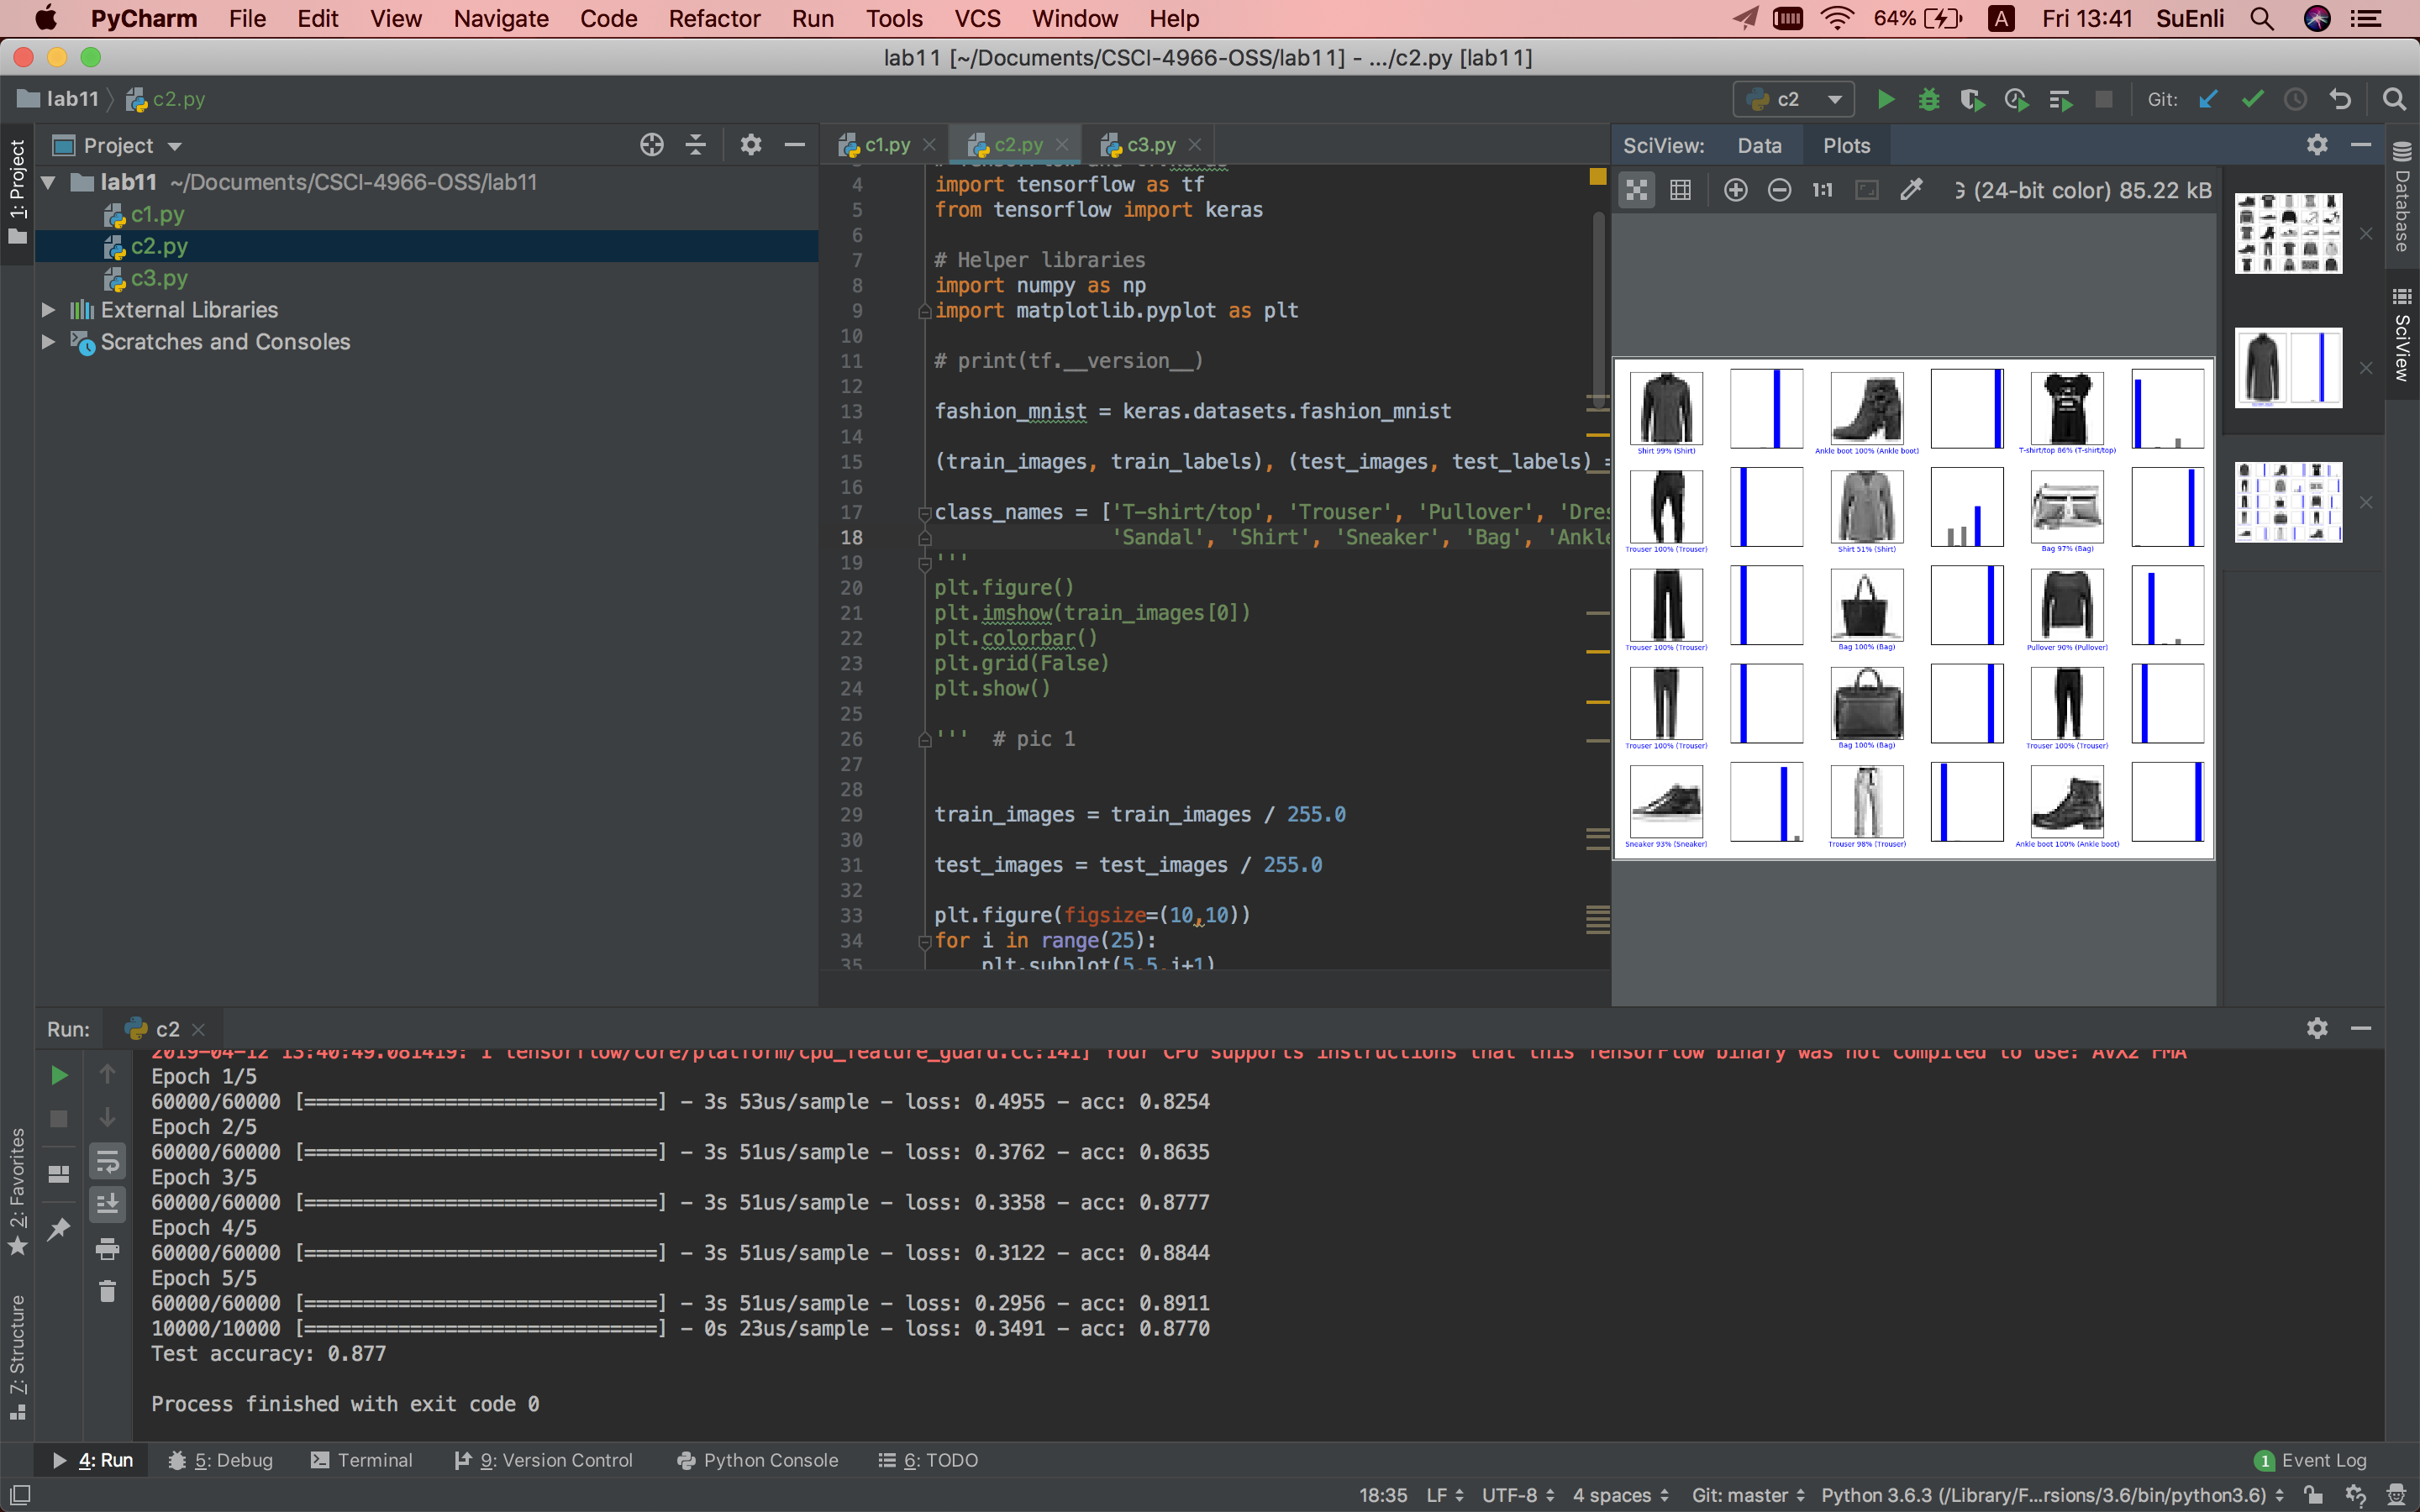 PyCharm File Edit View Navigate Code Refactor Run Tools VCS Window Help 64% A Fri 13:41 SuEnli
lab11 [~/Documents/CSCI-4966-OSS/lab11] - .../c2.py [lab11]
lab11 c2.py c2 Git:
1: Project
Project
lab11 ~/Documents/CSCI-4966-OSS/lab11
c1.py
c2.py
c3.py
External Libraries
Scratches and Consoles
c1.py c2.py c3.py
4 import tensorflow as tf
5 from tensorflow import keras
6
7 # Helper libraries
8 import numpy as np
9 import matplotlib.pyplot as plt
10
11 # print(tf.__version__)
12
13 fashion_mnist = keras.datasets.fashion_mnist
14
15 (train_images, train_labels), (test_images, test_labels) =
16
17 class_names = ['T-shirt/top', 'Trouser', 'Pullover', 'Dres
18 'Sandal', 'Shirt', 'Sneaker', 'Bag', 'Ankle
19 '''
20 plt.figure()
21 plt.imshow(train_images[0])
22 plt.colorbar()
23 plt.grid(False)
24 plt.show()
25
26 ''' # pic 1
27
28
29 train_images = train_images / 255.0
30
31 test_images = test_images / 255.0
32
33 plt.figure(figsize=(10,10))
34 for i in range(25):
35 plt.subplot(5,5,i+1)
SciView: Data Plots
1:1 (24-bit color) 85.22 kB
Shirt 99% (Shirt) Ankle boot 100% (Ankle boot) T-shirt/top 86% (T-shirt/top)
Trouser 100% (Trouser) Shirt 51% (Shirt) Bag 97% (Bag)
Trouser 100% (Trouser) Bag 100% (Bag) Pullover 90% (Pullover)
Trouser 100% (Trouser) Bag 100% (Bag) Trouser 100% (Trouser)
Sneaker 93% (Sneaker) Trouser 98% (Trouser) Ankle boot 100% (Ankle boot)
Database
SciView
Run: c2
2019-04-12 13:40:49.081419: I tensorflow/core/platform/cpu_feature_guard.cc:141] Your CPU supports instructions that this TensorFlow binary was not compiled to use: AVX2 FMA
Epoch 1/5
60000/60000 [==============================] - 3s 53us/sample - loss: 0.4955 - acc: 0.8254
Epoch 2/5
60000/60000 [==============================] - 3s 51us/sample - loss: 0.3762 - acc: 0.8635
Epoch 3/5
60000/60000 [==============================] - 3s 51us/sample - loss: 0.3358 - acc: 0.8777
Epoch 4/5
60000/60000 [==============================] - 3s 51us/sample - loss: 0.3122 - acc: 0.8844
Epoch 5/5
60000/60000 [==============================] - 3s 51us/sample - loss: 0.2956 - acc: 0.8911
10000/10000 [==============================] - 0s 23us/sample - loss: 0.3491 - acc: 0.8770
Test accuracy: 0.877
Process finished with exit code 0
2: Favorites
7: Structure
4: Run 5: Debug Terminal 9: Version Control Python Console 6: TODO 1 Event Log
18:35 LF UTF-8 4 spaces Git: master Python 3.6.3 (/Library/F...rsions/3.6/bin/python3.6)